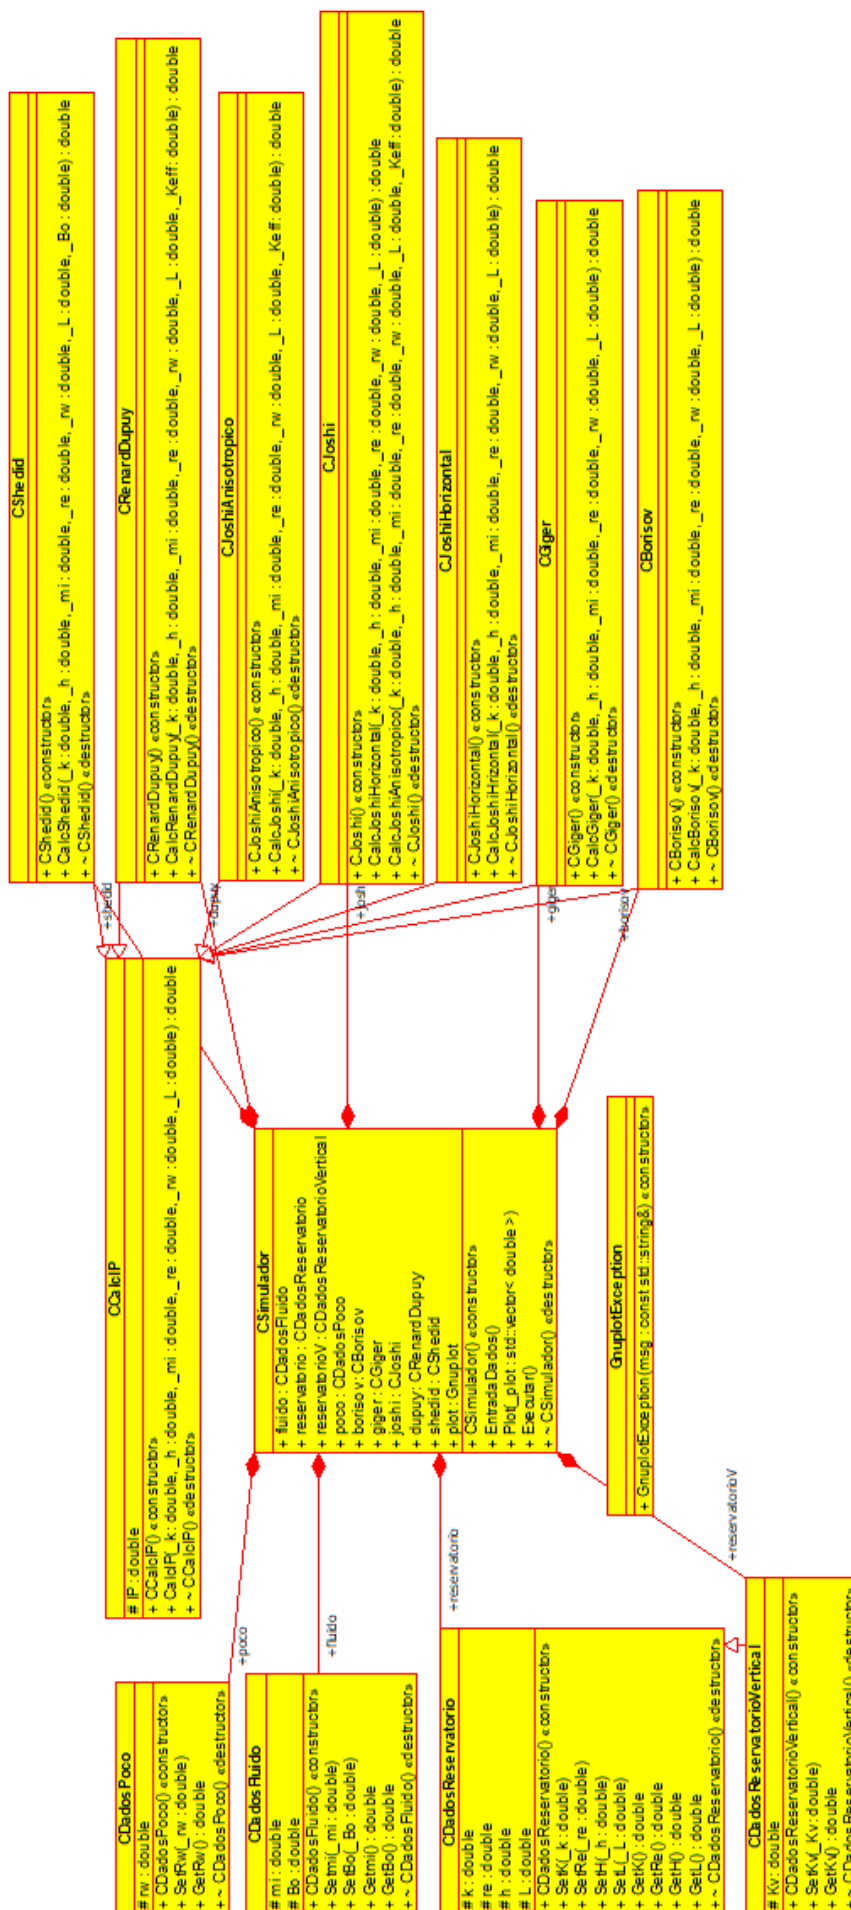 CShedid
+ CShedid() «constructor»
+ CalcShedid(_k : double, _h : double, _mi : double, _re : double, _rw : double, _L : double, _Bo : double) : double
+ ~ CShedid() «destructor»
CRenardDupuy
+ CRenardDupuy() «constructor»
+ CalcRenardDupuy(_k : double, _h : double, _mi : double, _re : double, _rw : double, _L : double, _Keff: double) : double
+ ~ CRenardDupuy() «destructor»
CJoshiAnisotropico
+ CJoshiAnisotropico() «constructor»
+ CalcJoshi(_k : double, _h : double, _mi : double, _re : double, _rw : double, _L : double, _Keff: double) : double
+ ~ CJoshiAnisotropico() «destructor»
CJoshi
+ CJoshi() «constructor»
+ CalcJoshiHorizontal(_k : double, _h : double, _mi : double, _re : double, _rw : double, _L : double) : double
+ CalcJoshiAnisotropico(_k : double, _h : double, _mi : double, _re : double, _rw : double, _L : double, _Keff : double) : double
+ ~ CJoshi() «destructor»
CJoshiHorizontal
+ CJoshiHorizontal() «constructor»
+ CalcJoshiHrizontal(_k : double, _h : double, _mi : double, _re : double, _rw : double, _L : double) : double
+ ~ CJoshiHorizontal() «destructor»
CGiger
+ CGiger() «constructor»
+ CalcGiger(_k : double, _h : double, _mi : double, _re : double, _rw : double, _L : double) : double
+ ~ CGiger() «destructor»
CBorisov
+ CBorisov() «constructor»
+ CalcBorisov(_k : double, _h : double, _mi : double, _re : double, _rw : double, _L : double) : double
+ ~ CBorisov() «destructor»
+shedid
+dupuy
+josh
+giger
+borisov
CCalcIP
# IP : double
+ CCalcIP() «constructor»
+ CalcIP(_k : double, _h : double, _mi : double, _re : double, _rw : double, _L : double) : double
+ ~ CCalcIP() «destructor»
CSimulador
+ fluido : CDadosFluido
+ reservatorio : CDadosReservatorio
+ reservatorioV : CDadosReservatorioVertical
+ poco : CDadosPoco
+ borisov : CBorisov
+ giger : CGiger
+ joshi : CJoshi
+ dupuy : CRenardDupuy
+ shedid : CShedid
+ plot : Gnuplot
+ CSimulador() «constructor»
+ EntradaDados()
+ Plot(_plot : std::vector< double >)
+ Executar()
+ ~ CSimulador() «destructor»
GnuplotException
+ GnuplotException(msg : const std::string&) «constructor»
+poco
+fluido
+reservatorio
+reservatorioV
CDadosPoco
# rw : double
+ CDadosPoco() «constructor»
+ SetRw(_rw : double)
+ GetRw() : double
+ ~ CDadosPoco() «destructor»
CDadosFluido
# mi : double
# Bo : double
+ CDadosFluido() «constructor»
+ Setmi(_mi : double)
+ SetBo(_Bo : double)
+ Getmi() : double
+ GetBo() : double
+ ~ CDadosFluido() «destructor»
CDadosReservatorio
# k : double
# re : double
# h : double
# L : double
+ CDadosReservatorio() «constructor»
+ SetK(_k : double)
+ SetRe(_re : double)
+ SetH(_h : double)
+ SetL(_L : double)
+ GetK() : double
+ GetRe() : double
+ GetH() : double
+ GetL() : double
+ ~ CDadosReservatorio() «destructor»
CDadosReservatorioVertical
# Kv : double
+ CDadosReservatorioVertical() «constructor»
+ SetKv(_Kv : double)
+ GetKv() : double
+ ~ CDadosReservatorioVertical() «destructor»